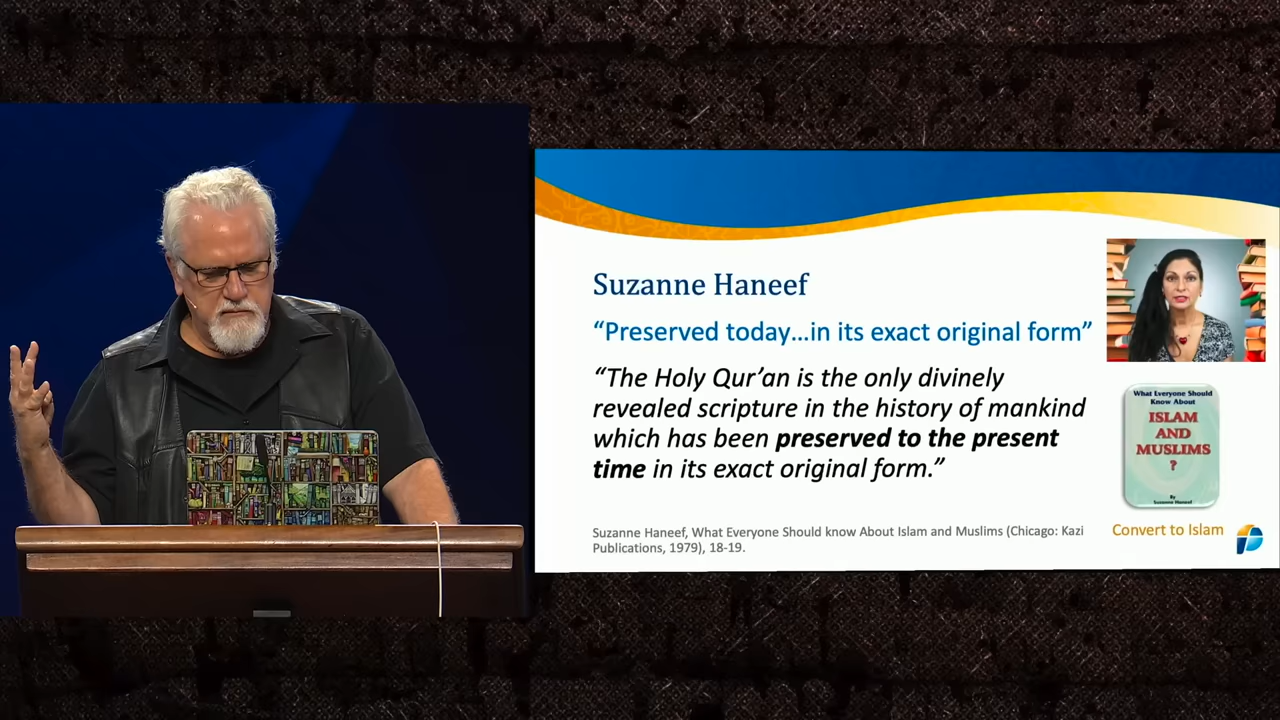 Suzanne Haneef
“Preserved today...in its exact original form”
“The Holy Qur’an is the only divinely
revealed scripture in the history of mankind
which has been preserved to the present
time in its exact original form.”
Suzanne Haneef, What Everyone Should know About Islam and Muslims (Chicago: Kazi
Publications, 1979), 18-19.
What Everyone Should
Know About
ISLAM
AND
MUSLIMS
?
By
Suzanne Haneef
Convert to Islam